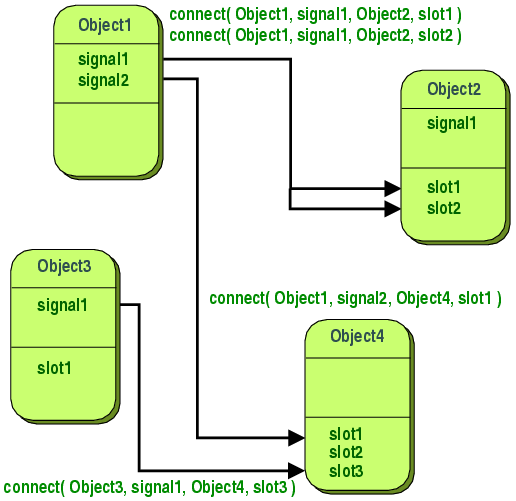 connect( Object1, signal1, Object2, slot1 )
connect( Object1, signal1, Object2, slot2 )
Object1
signal1
signal2
Object2
signal1
slot1
slot2
Object3
signal1
slot1
connect( Object1, signal2, Object4, slot1 )
Object4
slot1
slot2
slot3
connect( Object3, signal1, Object4, slot3 )